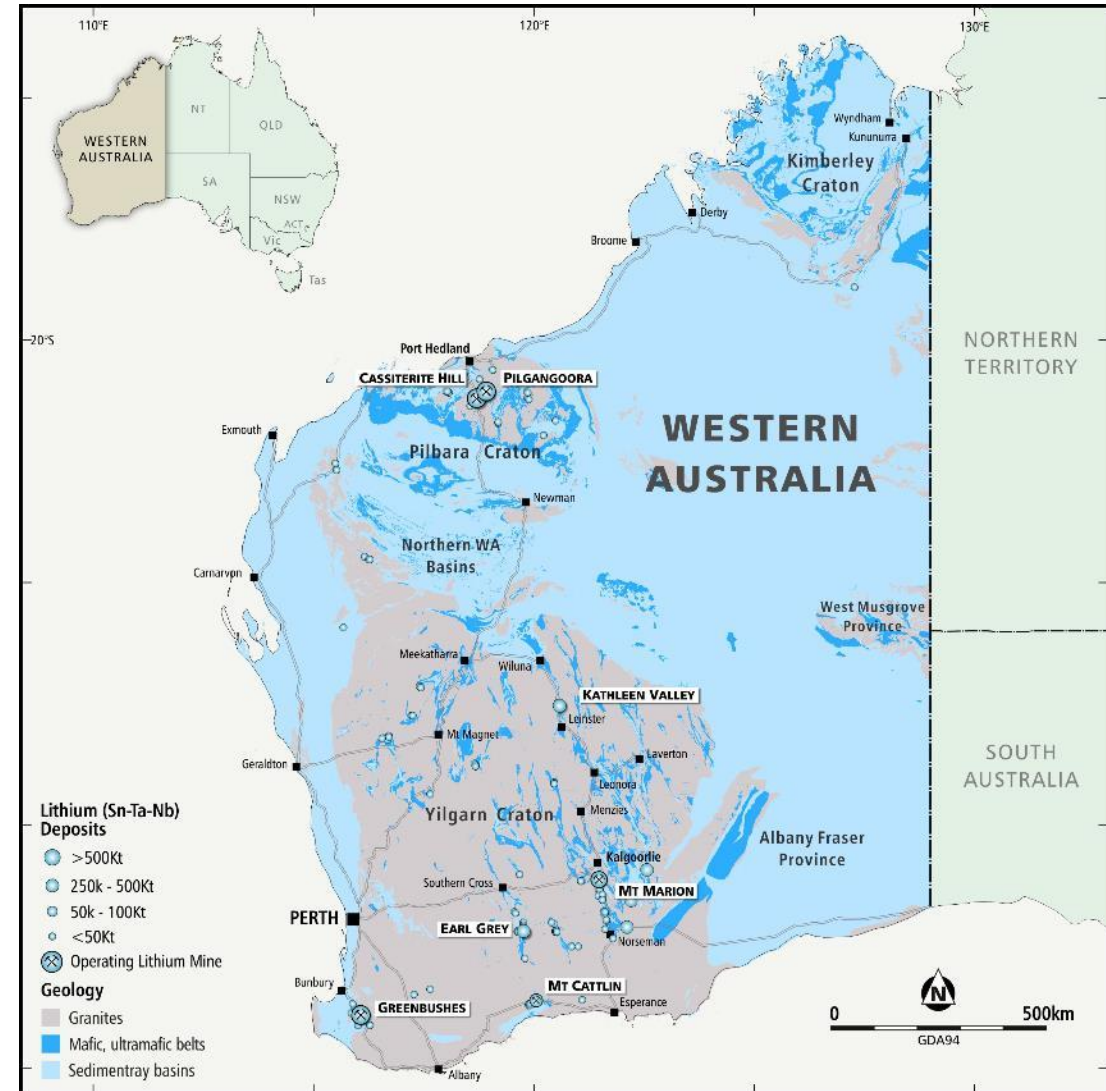 110°E
120°E
130°E
WESTERN
AUSTRALIA
NT
QLD
SA
NSW
ACT
Vic
Tas
Wyndham
Kununurra
Kimberley
Craton
Derby
Broome
20°S
NORTHERN
TERRITORY
Port Hedland
CASSITERITE HILL
PILGANGOORA
WESTERN
AUSTRALIA
Exmouth
Pilbara Craton
Newman
Northern WA
Basins
Carnarvon
West Musgrove
Province
Meekatharra
Wiluna
KATHLEEN VALLEY
Leinster
Mt Magnet
Laverton
Geraldton
Leonora
SOUTH
AUSTRALIA
Menzies
Yilgarn Craton
Albany Fraser
Province
Kalgoorlie
Southern Cross
MT MARION
PERTH
EARL GREY
Norseman
Bunbury
MT CATTLIN
GREENBUSHES
Esperance
Albany
Lithium (Sn-Ta-Nb)
Deposits
>500Kt
250k - 500Kt
50k - 100Kt
<50Kt
Operating Lithium Mine
Geology
Granites
Mafic, ultramafic belts
Sedimentray basins
N
0 500km
GDA94